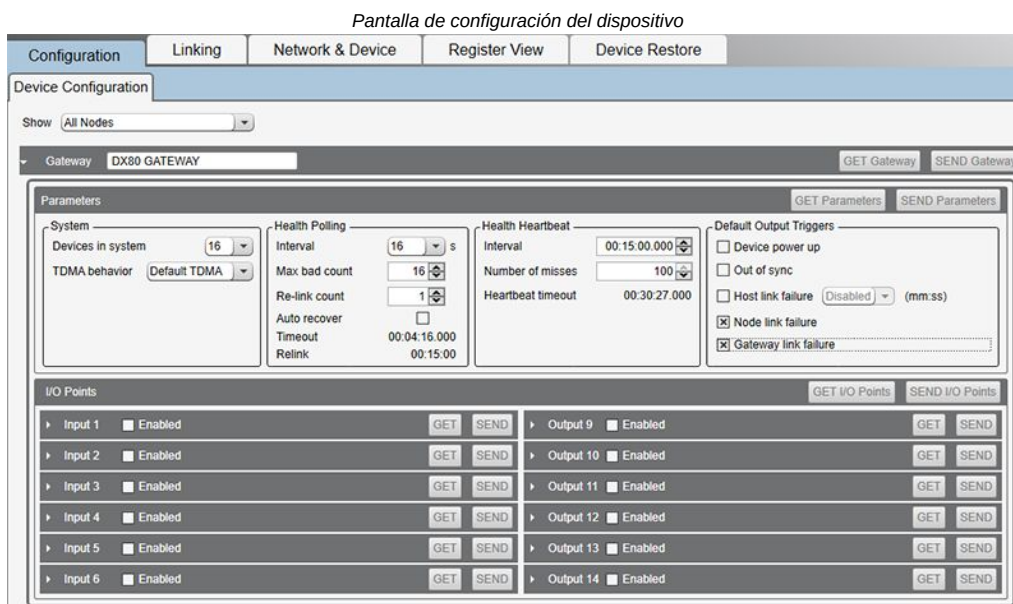 Pantalla de configuración del dispositivo
Configuration Linking Network & Device Register View Device Restore
Device Configuration
Show All Nodes
Gateway DX80 GATEWAY GET Gateway SEND Gateway
Parameters GET Parameters SEND Parameters
System
Devices in system 16
TDMA behavior Default TDMA
Health Polling
Interval 16 s
Max bad count 16
Re-link count 1
Auto recover
Timeout 00:04:16.000
Relink 00:15:00
Health Heartbeat
Interval 00:15:00.000
Number of misses 100
Heartbeat timeout 00:30:27.000
Default Output Triggers
Device power up
Out of sync
Host link failure Disabled (mm:ss)
Node link failure
Gateway link failure
I/O Points GET I/O Points SEND I/O Points
Input 1 Enabled GET SEND Output 9 Enabled GET SEND
Input 2 Enabled GET SEND Output 10 Enabled GET SEND
Input 3 Enabled GET SEND Output 11 Enabled GET SEND
Input 4 Enabled GET SEND Output 12 Enabled GET SEND
Input 5 Enabled GET SEND Output 13 Enabled GET SEND
Input 6 Enabled GET SEND Output 14 Enabled GET SEND